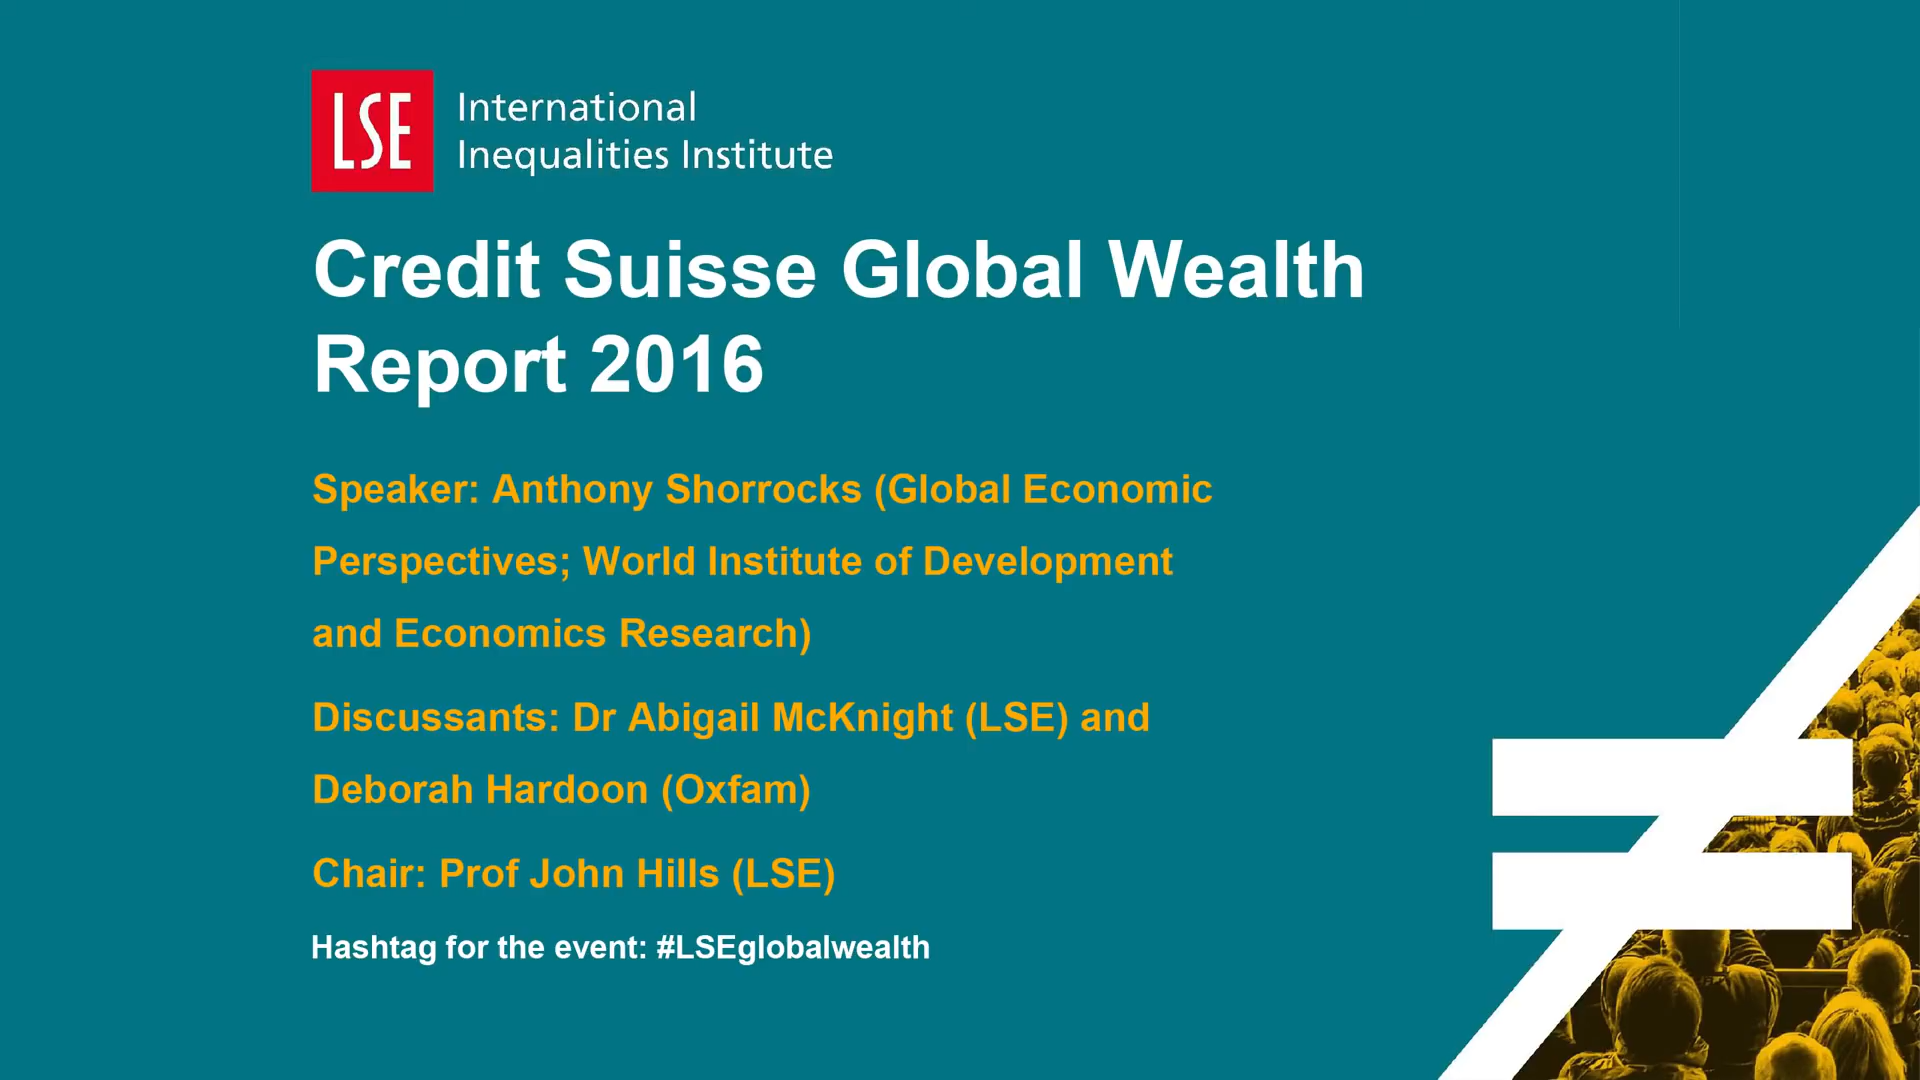 LSE
International
Inequalities Institute
Credit Suisse Global Wealth
Report 2016
Speaker: Anthony Shorrocks (Global Economic
Perspectives; World Institute of Development
and Economics Research)
Discussants: Dr Abigail McKnight (LSE) and
Deborah Hardoon (Oxfam)
Chair: Prof John Hills (LSE)
Hashtag for the event: #LSEglobalwealth